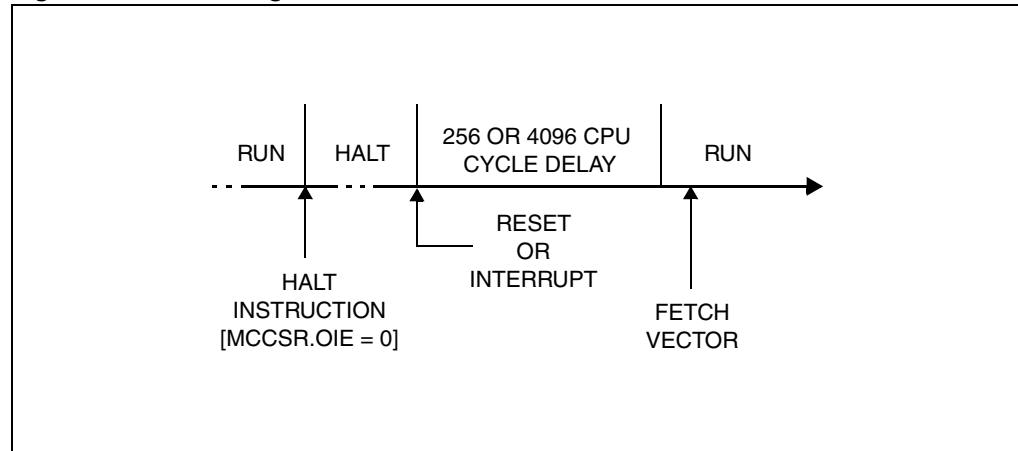 RUN
HALT
256 OR 4096 CPU
CYCLE DELAY
RUN
RESET
OR
INTERRUPT
HALT
INSTRUCTION
[MCCSR.OIE = 0]
FETCH
VECTOR